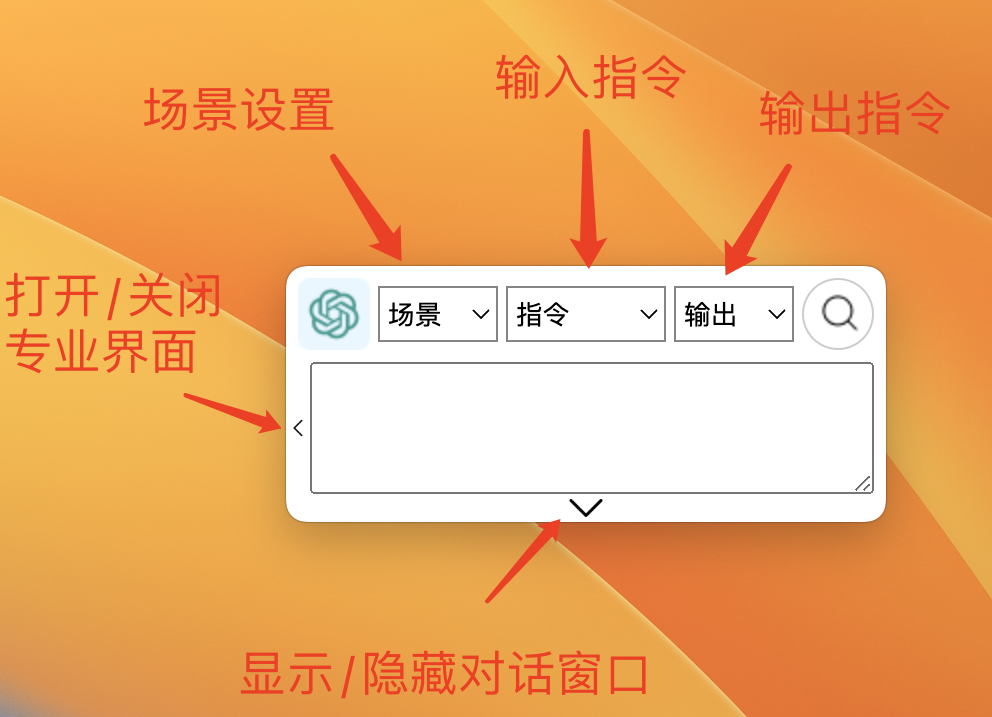 输入指令
场景设置
输出指令
打开/关闭
专业界面
场景 指令 输出
显示/隐藏对话窗口